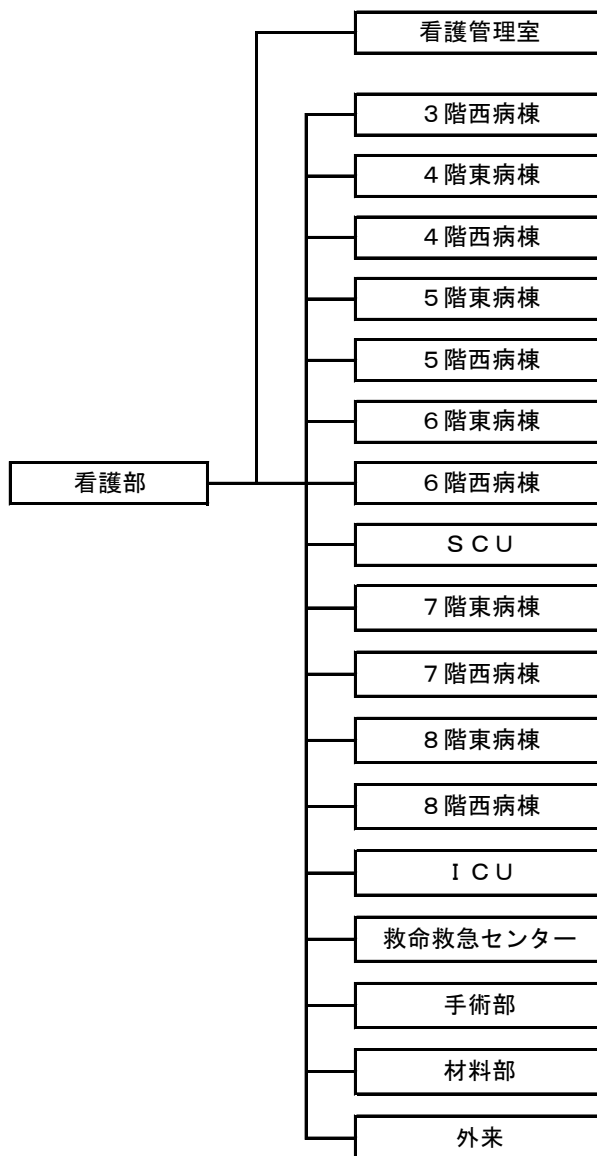 看護管理室
３階西病棟
４階東病棟
４階西病棟
５階東病棟
５階西病棟
６階東病棟
看護部
６階西病棟
ＳＣＵ
７階東病棟
７階西病棟
８階東病棟
８階西病棟
ＩＣＵ
救命救急センター
手術部
材料部
外来